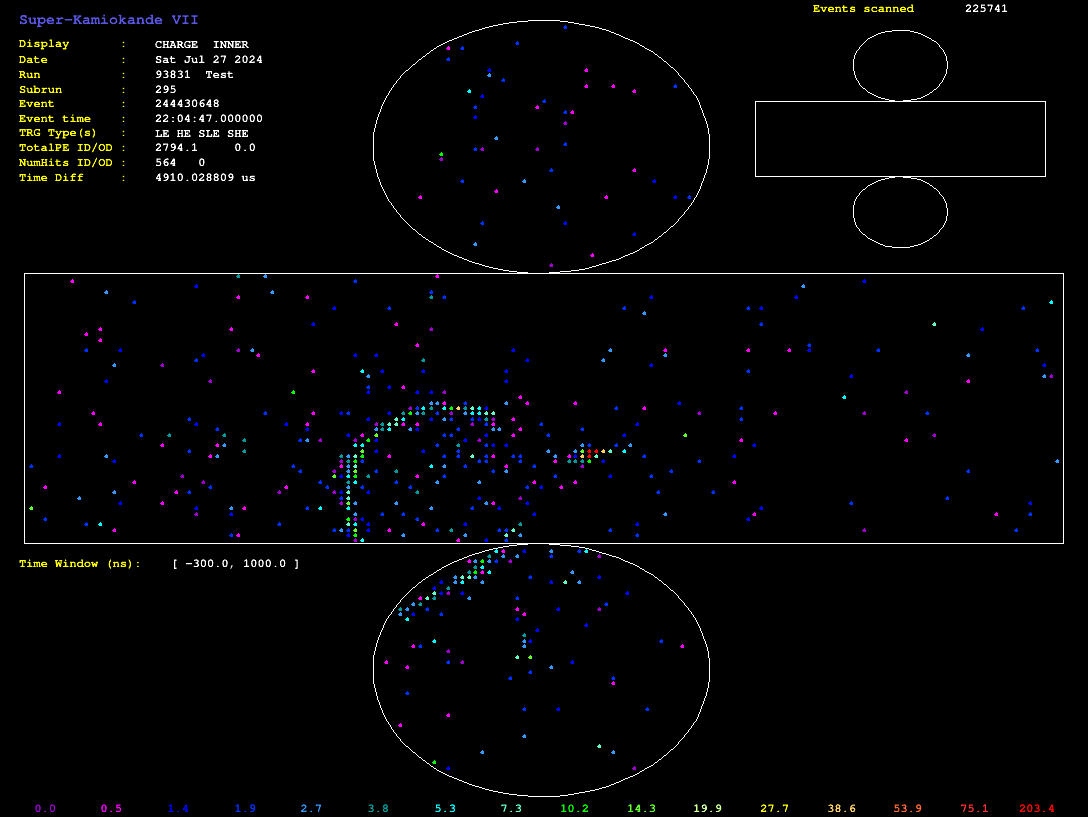 Super-Kamiokande VII
Events scanned 225741
Display : CHARGE INNER
Date : Sat Jul 27 2024
Run : 93831 Test
Subrun : 295
Event : 244430648
Event time : 22:04:47.000000
TRG Type(s) : LE HE SLE SHE
TotalPE ID/OD : 2794.1 0.0
NumHits ID/OD : 564 0
Time Diff : 4910.028809 us
Time Window (ns): [ -300.0, 1000.0 ]
0.0 0.5 1.4 1.9 2.7 3.8 5.3 7.3 10.2 14.3 19.9 27.7 38.6 53.9 75.1 203.4